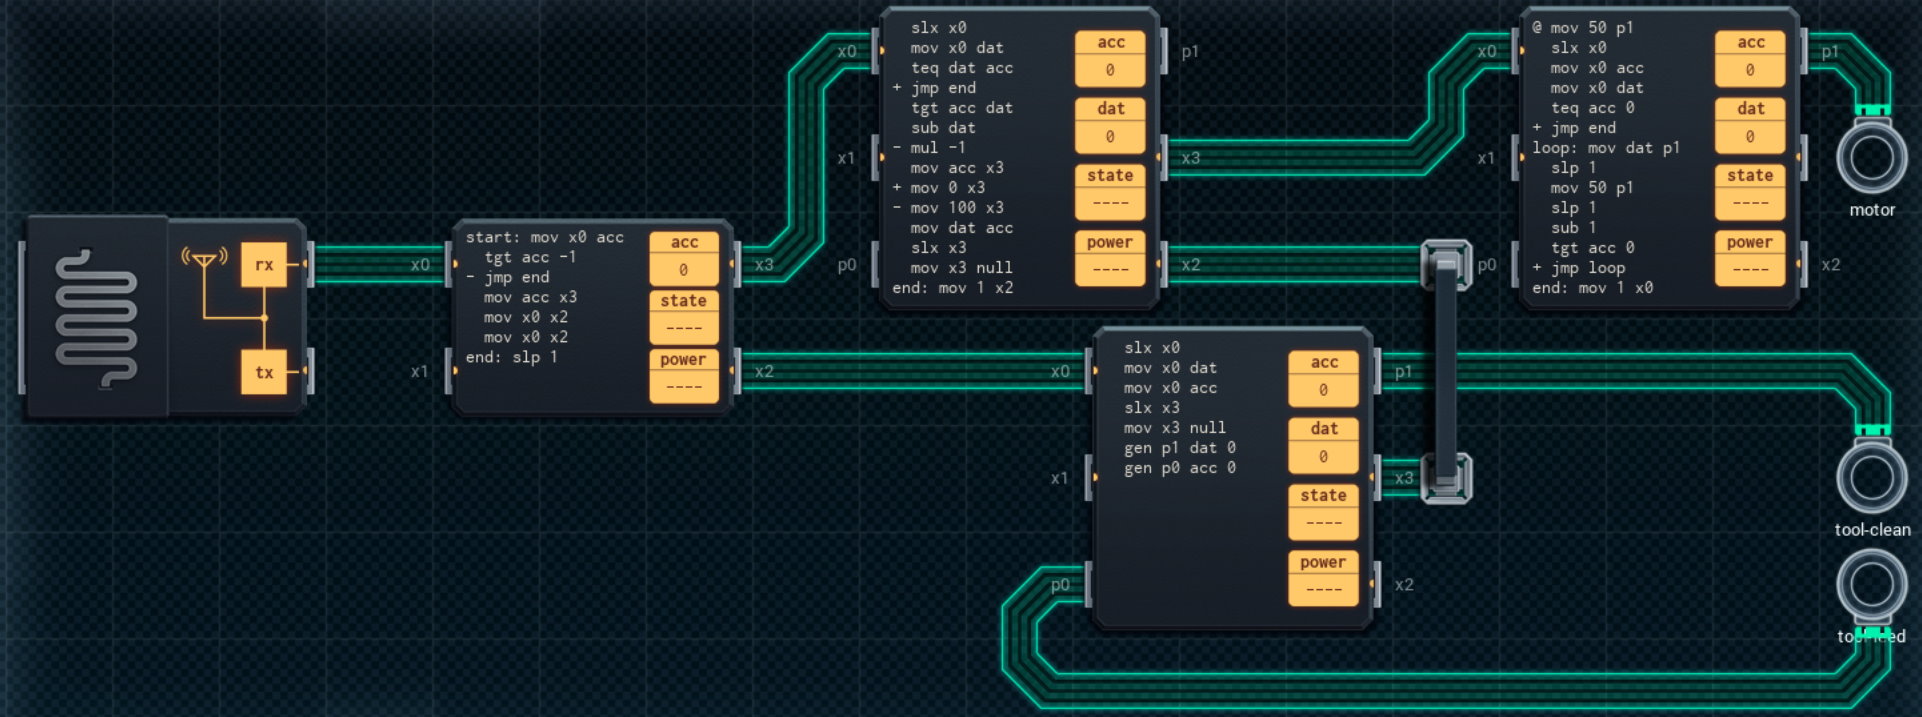 rx
tx
x0
x1
start: mov x0 acc
tgt acc -1
- jmp end
mov acc x3
mov x0 x2
mov x0 x2
end: slp 1
acc
0
state
----
power
----
x3
x2
x0
x1
p0
slx x0
mov x0 dat
teq dat acc
+ jmp end
tgt acc dat
sub dat
- mul -1
mov acc x3
+ mov 0 x3
- mov 100 x3
mov dat acc
slx x3
mov x3 null
end: mov 1 x2
acc
0
dat
0
state
----
power
----
p1
x3
x2
x0
x1
p0
@ mov 50 p1
slx x0
mov x0 acc
mov x0 dat
teq acc 0
+ jmp end
loop: mov dat p1
slp 1
mov 50 p1
slp 1
sub 1
tgt acc 0
+ jmp loop
end: mov 1 x0
acc
0
dat
0
state
----
power
----
p1
x2
motor
x0
x1
p0
slx x0
mov x0 dat
mov x0 acc
slx x3
mov x3 null
gen p1 dat 0
gen p0 acc 0
acc
0
dat
0
state
----
power
----
p1
x3
x2
tool-clean